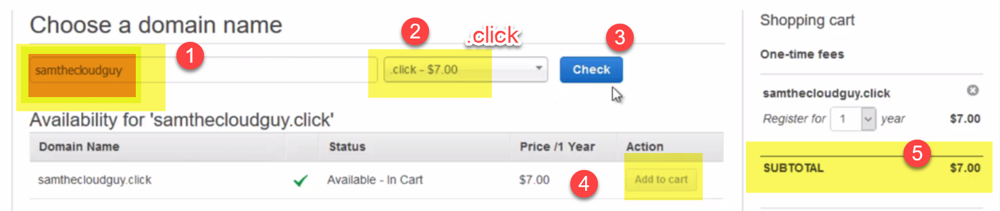 Choose a domain name
1
2
.click
3
samthecloudguy
.click - $7.00
Check
Availability for 'samthecloudguy.click'
Domain Name Status Price /1 Year Action
samthecloudguy.click Available - In Cart $7.00 4 Add to cart
Shopping cart
One-time fees
samthecloudguy.click
Register for 1 year $7.00
5
SUBTOTAL $7.00